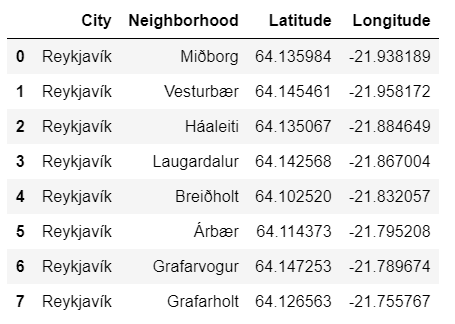 City Neighborhood Latitude Longitude
0 Reykjavík Miðborg 64.135984 -21.938189
1 Reykjavík Vesturbær 64.145461 -21.958172
2 Reykjavík Háaleiti 64.135067 -21.884649
3 Reykjavík Laugardalur 64.142568 -21.867004
4 Reykjavík Breiðholt 64.102520 -21.832057
5 Reykjavík Árbær 64.114373 -21.795208
6 Reykjavík Grafarvogur 64.147253 -21.789674
7 Reykjavík Grafarholt 64.126563 -21.755767